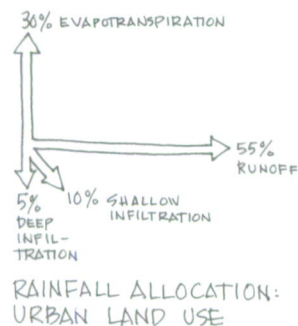 30% EVAPOTRANSPIRATION
55%
RUNOFF
5%
DEEP
INFIL-
TRATION
10% SHALLOW
INFILTRATION
RAINFALL ALLOCATION:
URBAN LAND USE